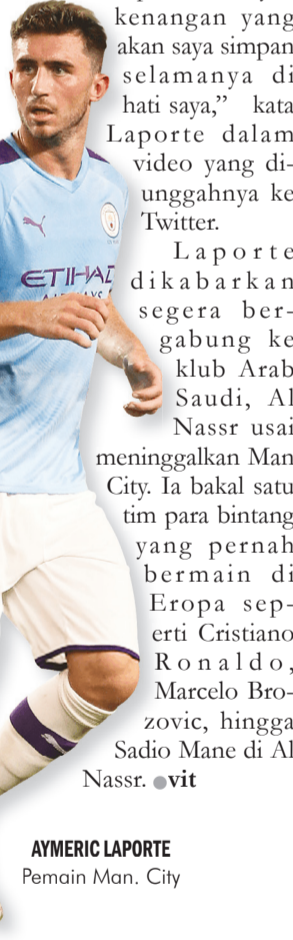 kenangan yang
akan saya simpan
selamanya di
hati saya,” kata
Laporte dalam
video yang di-
unggahnya ke
Twitter.
Laporte
dikabarkan
segera ber-
gabung ke
klub Arab
Saudi, Al
Nassr usai
meninggalkan Man
City. Ia bakal satu
tim para bintang
yang pernah
bermain di
Eropa sep-
erti Cristiano
Ronaldo,
Marcelo Bro-
zovic, hingga
Sadio Mane di Al
Nassr. ●vit
ETIHAD
AYMERIC LAPORTE
Pemain Man. City